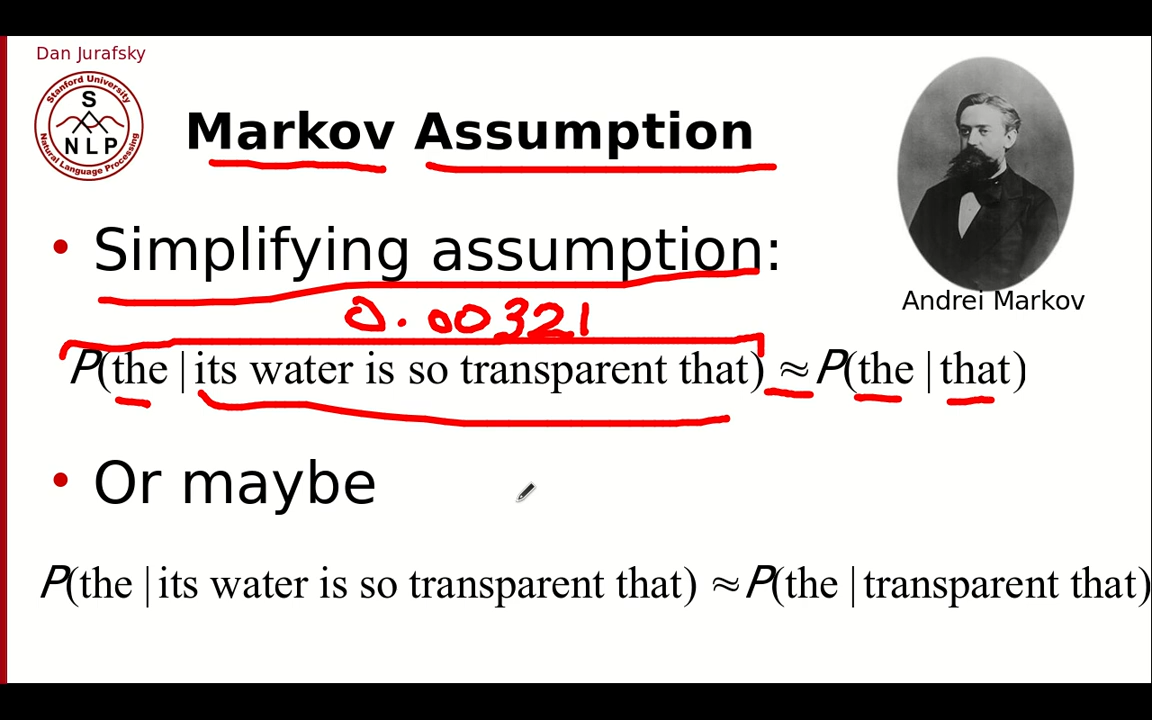 Dan Jurafsky
Stanford University
S
NLP
Natural Language Processing
Markov Assumption
Andrei Markov
• Simplifying assumption:
0.00321
P(the | its water is so transparent that) ≈ P(the | that)
• Or maybe
P(the | its water is so transparent that) ≈ P(the | transparent that)